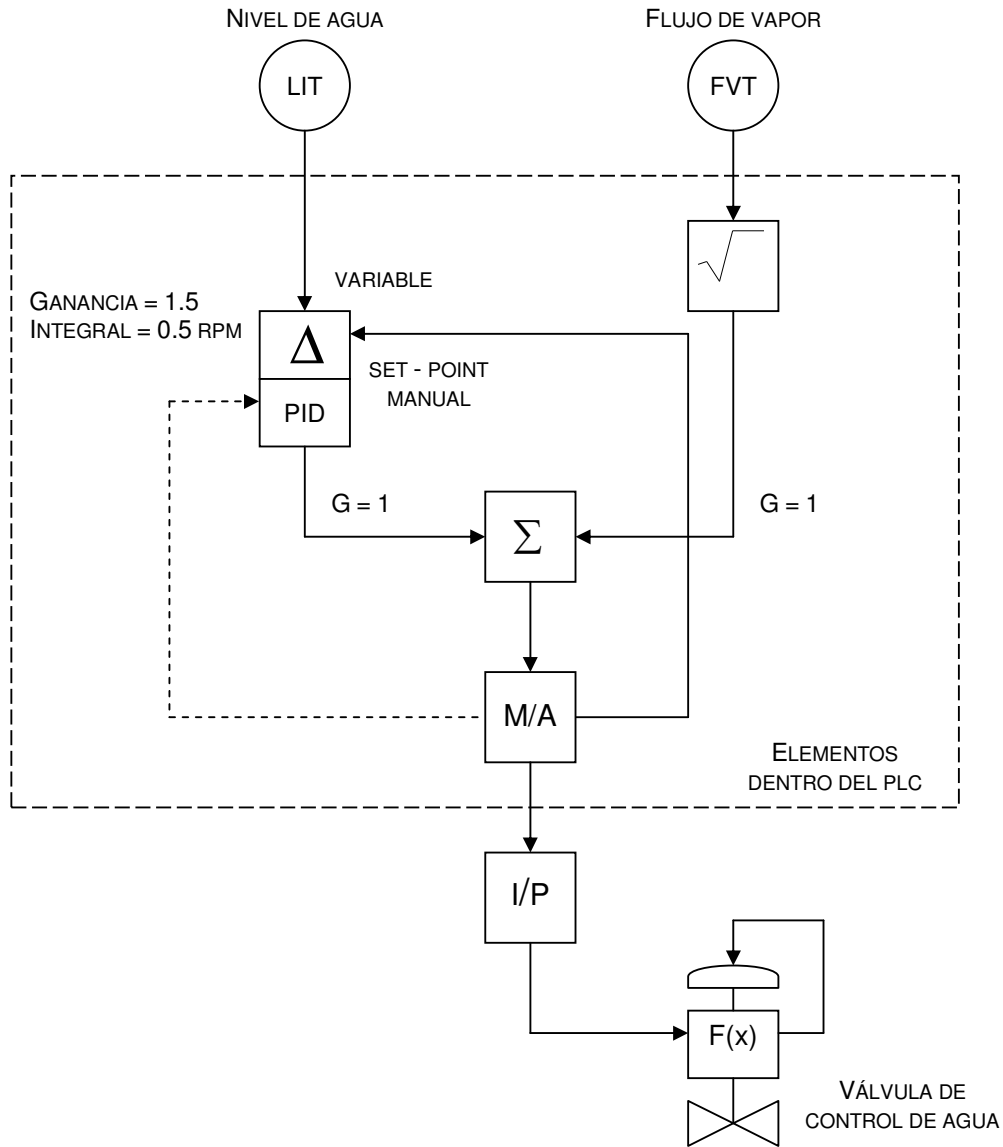 NIVEL DE AGUA
FLUJO DE VAPOR
LIT
FVT
VARIABLE
GANANCIA = 1.5
INTEGRAL = 0.5 RPM
Δ
SET - POINT
MANUAL
PID
G = 1
G = 1
Σ
M/A
ELEMENTOS
DENTRO DEL PLC
I/P
F(x)
VÁLVULA DE
CONTROL DE AGUA